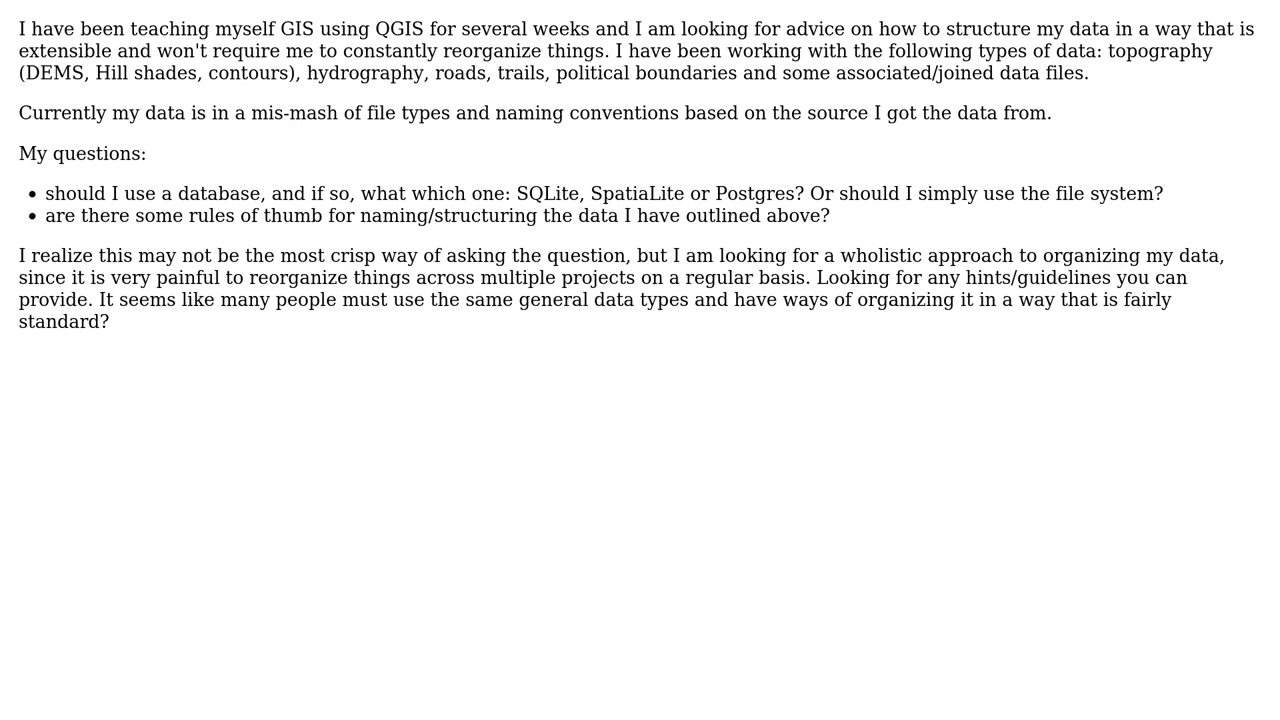 I have been teaching myself GIS using QGIS for several weeks and I am looking for advice on how to structure my data in a way that is
extensible and won't require me to constantly reorganize things. I have been working with the following types of data: topography
(DEMS, Hill shades, contours), hydrography, roads, trails, political boundaries and some associated/joined data files.
Currently my data is in a mis-mash of file types and naming conventions based on the source I got the data from.
My questions:
• should I use a database, and if so, what which one: SQLite, SpatiaLite or Postgres? Or should I simply use the file system?
• are there some rules of thumb for naming/structuring the data I have outlined above?
I realize this may not be the most crisp way of asking the question, but I am looking for a wholistic approach to organizing my data,
since it is very painful to reorganize things across multiple projects on a regular basis. Looking for any hints/guidelines you can
provide. It seems like many people must use the same general data types and have ways of organizing it in a way that is fairly
standard?